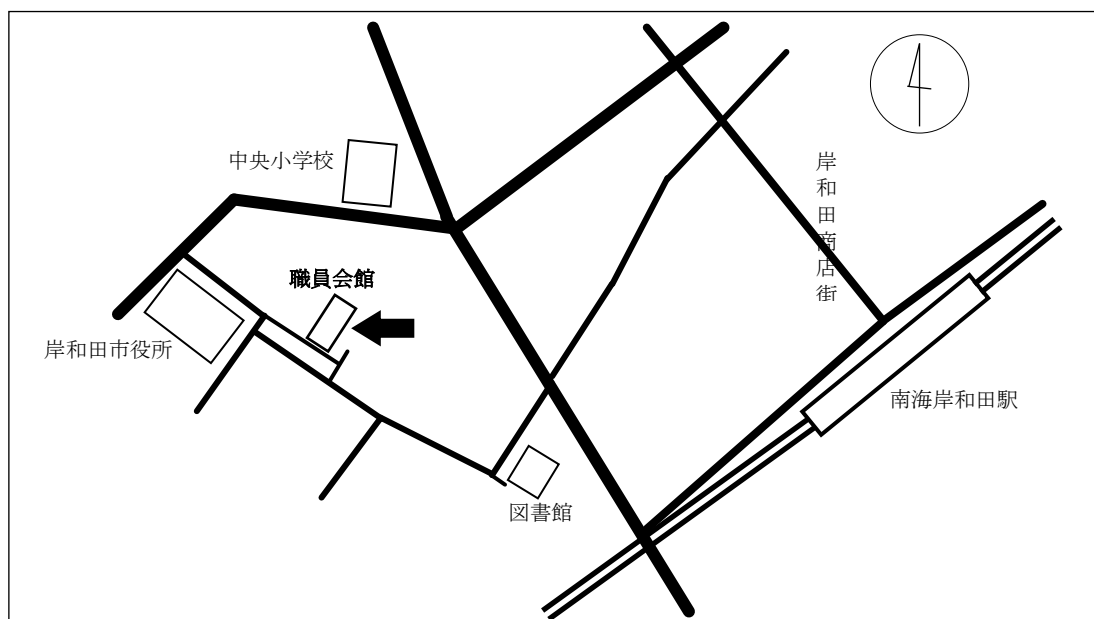 中央小学校
職員会館
岸和田市役所
岸和田商店街
南海岸和田駅
図書館